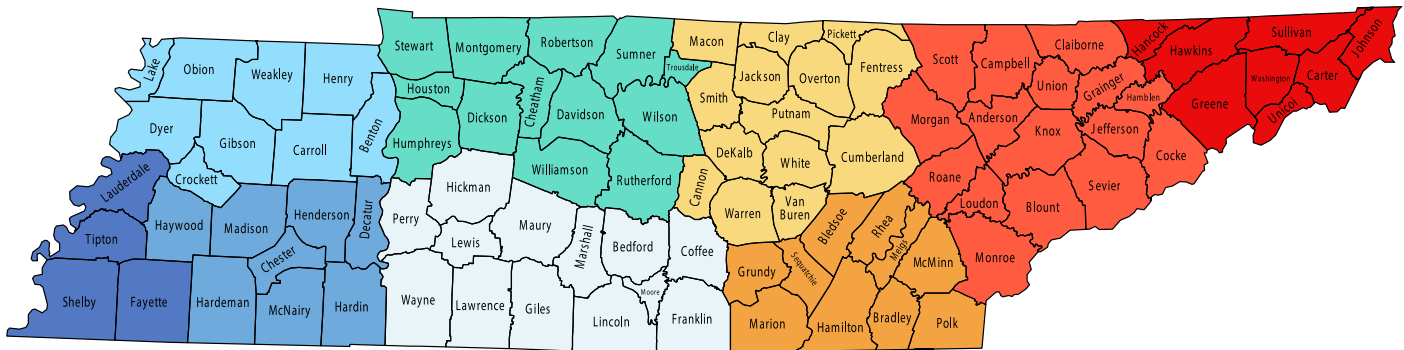 Lake
Obion
Weakley
Henry
Dyer
Gibson
Carroll
Benton
Crockett
Lauderdale
Tipton
Shelby
Fayette
Haywood
Madison
Henderson
Decatur
Chester
Hardeman
McNairy
Hardin
Stewart
Montgomery
Robertson
Sumner
Trousdale
Houston
Dickson
Cheatham
Davidson
Wilson
Humphreys
Williamson
Rutherford
Hickman
Perry
Lewis
Maury
Marshall
Bedford
Coffee
Moore
Wayne
Lawrence
Giles
Lincoln
Franklin
Macon
Clay
Pickett
Jackson
Overton
Fentress
Smith
Putnam
DeKalb
White
Cumberland
Cannon
Warren
Van
Buren
Bledsoe
Rhea
Meigs
McMinn
Grundy
Sequatchie
Marion
Hamilton
Bradley
Polk
Scott
Campbell
Claiborne
Union
Grainger
Hamblen
Morgan
Anderson
Knox
Jefferson
Cocke
Roane
Loudon
Blount
Sevier
Monroe
Hancock
Hawkins
Sullivan
Johnson
Washington
Carter
Greene
Unicoi